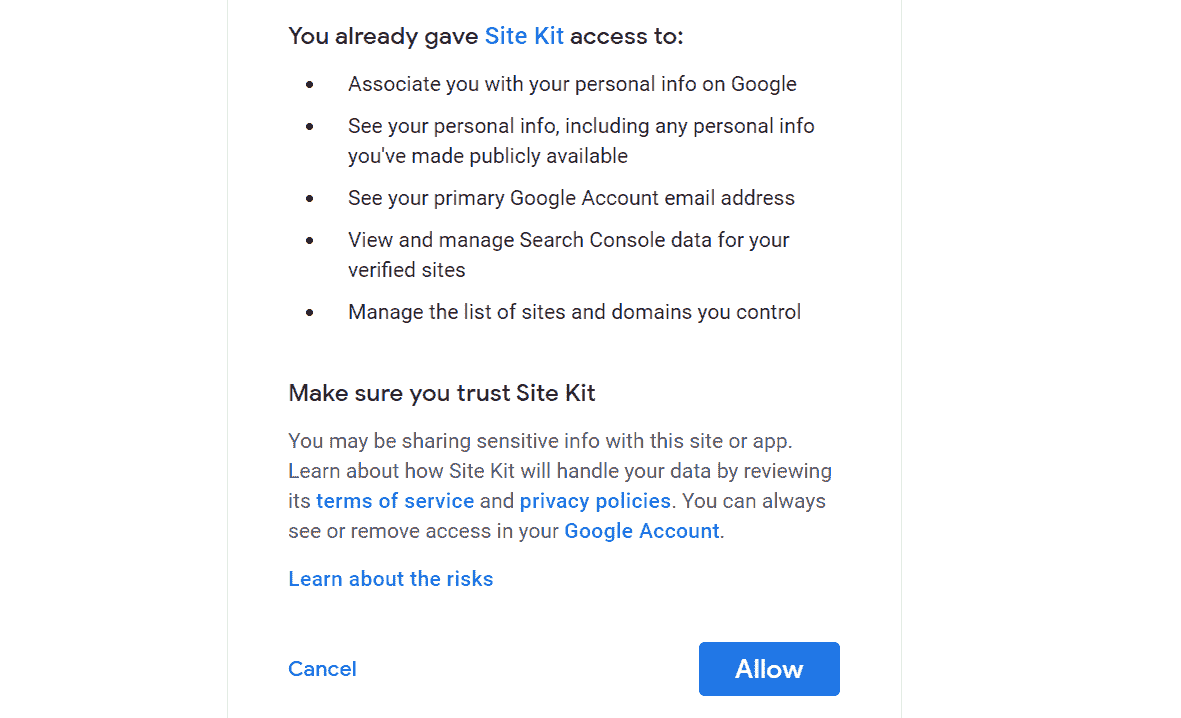 You already gave Site Kit access to:
Associate you with your personal info on Google
See your personal info, including any personal info
you've made publicly available
See your primary Google Account email address
View and manage Search Console data for your
verified sites
Manage the list of sites and domains you control
Make sure you trust Site Kit
You may be sharing sensitive info with this site or app.
Learn about how Site Kit will handle your data by reviewing
its terms of service and privacy policies. You can always
see or remove access in your Google Account.
Learn about the risks
Cancel
Allow